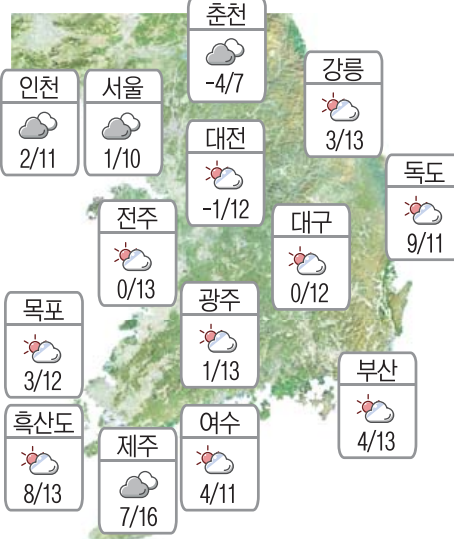 춘천
-4/7
강릉
3/13
인천
2/11
서울
1/10
대전
-1/12
독도
9/11
전주
0/13
대구
0/12
광주
1/13
목포
3/12
부산
4/13
흑산도
8/13
제주
7/16
여수
4/11